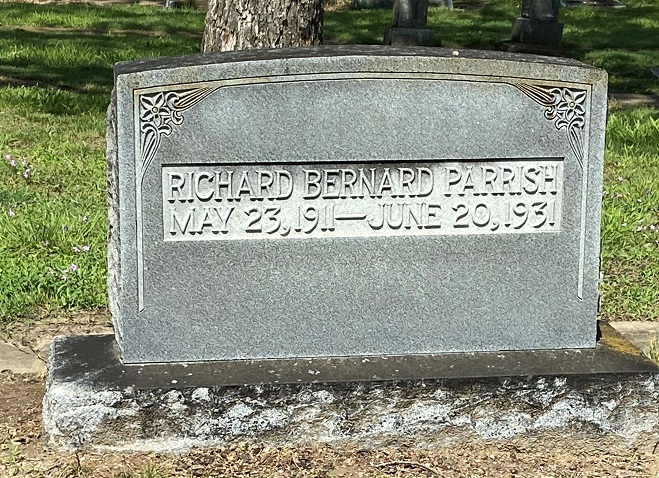 RICHARD BERNARD PARRISH
MAY 23, 1911—JUNE 20, 1931